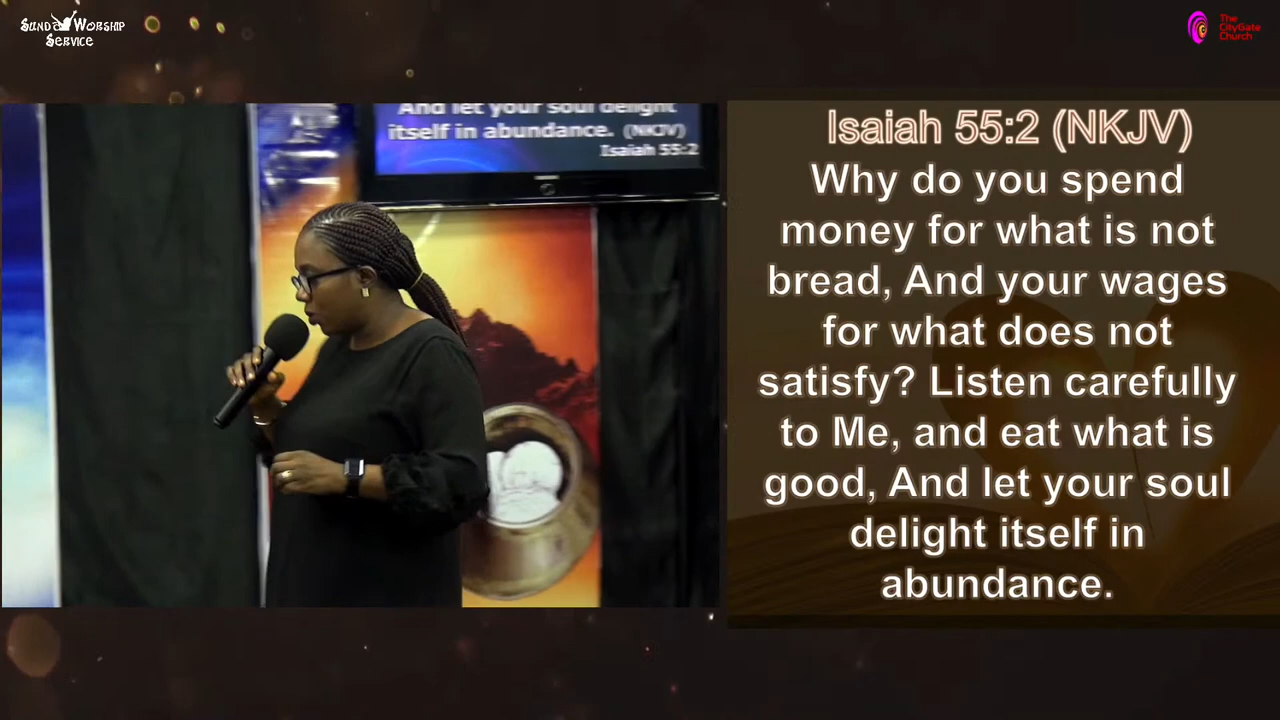 Sunday Worship
Service
The
CityGate
Church
And let your soul delight
itself in abundance. (NKJV)
Isaiah 55:2
Isaiah 55:2 (NKJV)
Why do you spend
money for what is not
bread, And your wages
for what does not
satisfy? Listen carefully
to Me, and eat what is
good, And let your soul
delight itself in
abundance.